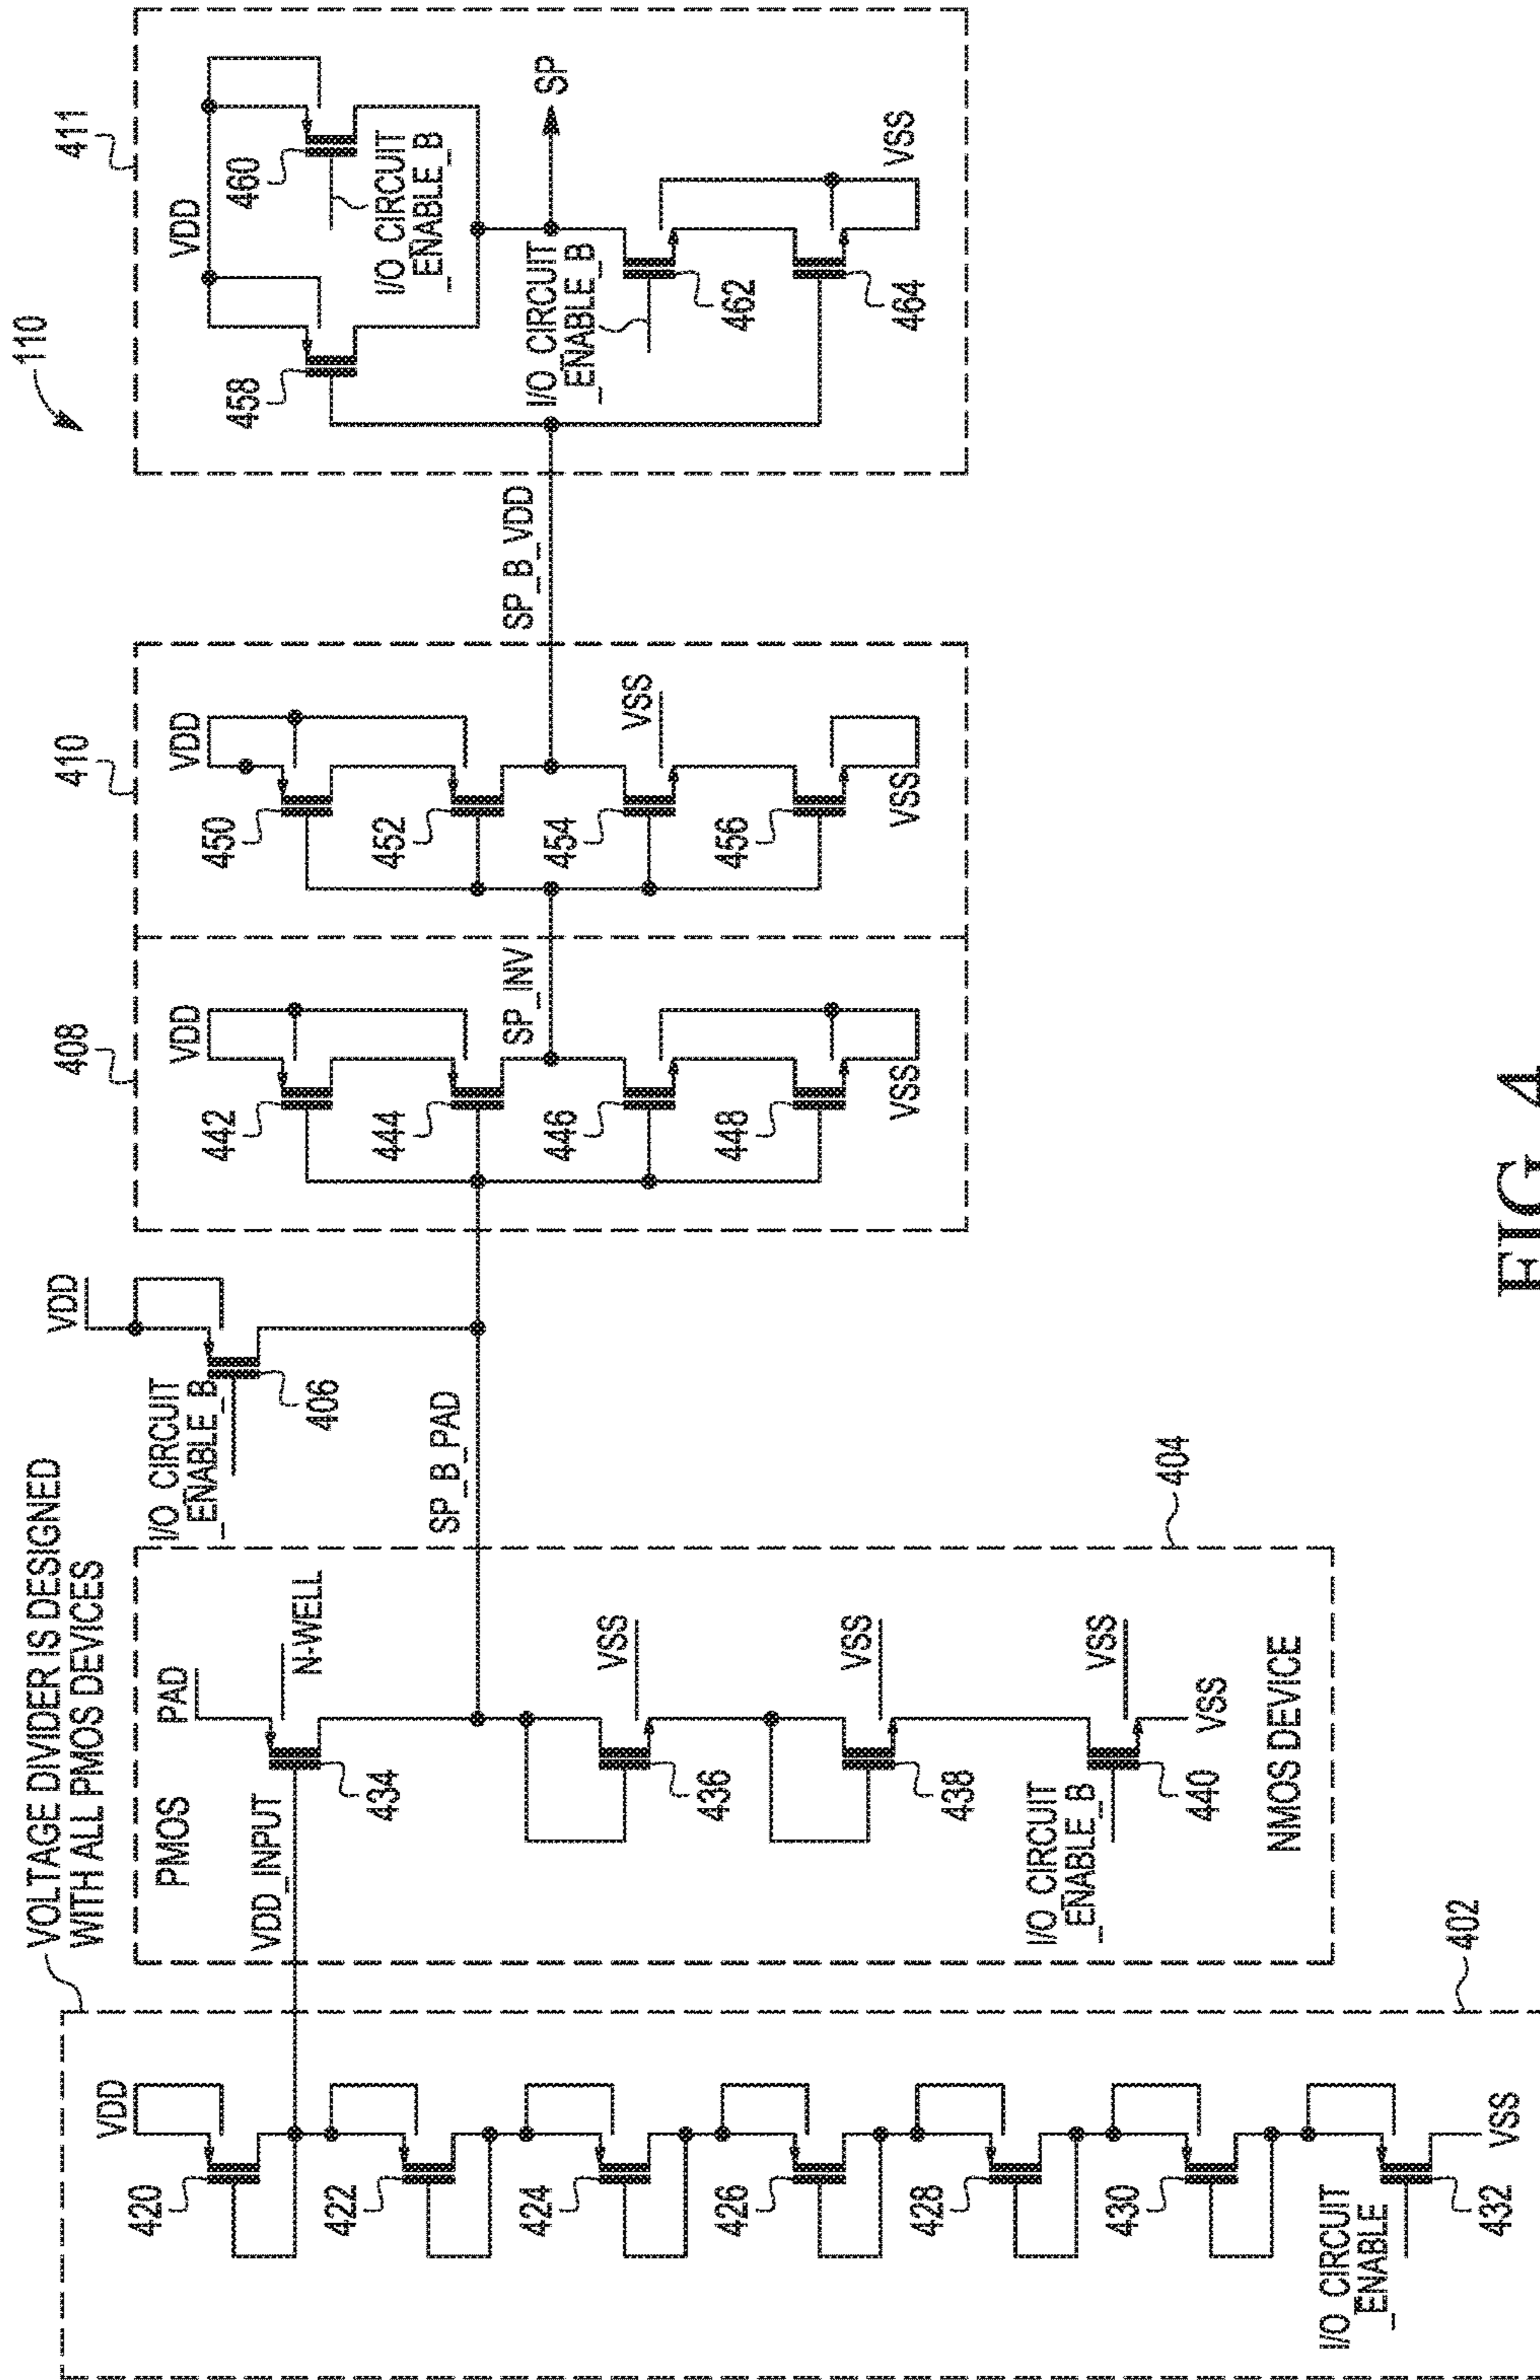 110
VOLTAGE DIVIDER IS DESIGNED
WITH ALL PMOS DEVICES
VDD
420
422
424
426
428
430
I/O CIRCUIT
_ENABLE
432
VSS
402
VDD_INPUT
PMOS
PAD
N-WELL
434
VSS
436
VSS
438
I/O CIRCUIT
_ENABLE_B
VSS
440
VSS
NMOS DEVICE
404
SP_B_PAD
VDD
I/O CIRCUIT
_ENABLE_B
406
408
VDD
442
444
SP_INV
446
448
VSS
410
VDD
450
452
VSS
454
456
VSS
SP_B_VDD
411
VDD
458
460
I/O CIRCUIT
_ENABLE_B
SP
I/O CIRCUIT
_ENABLE_B
462
464
VSS
FIG. 4